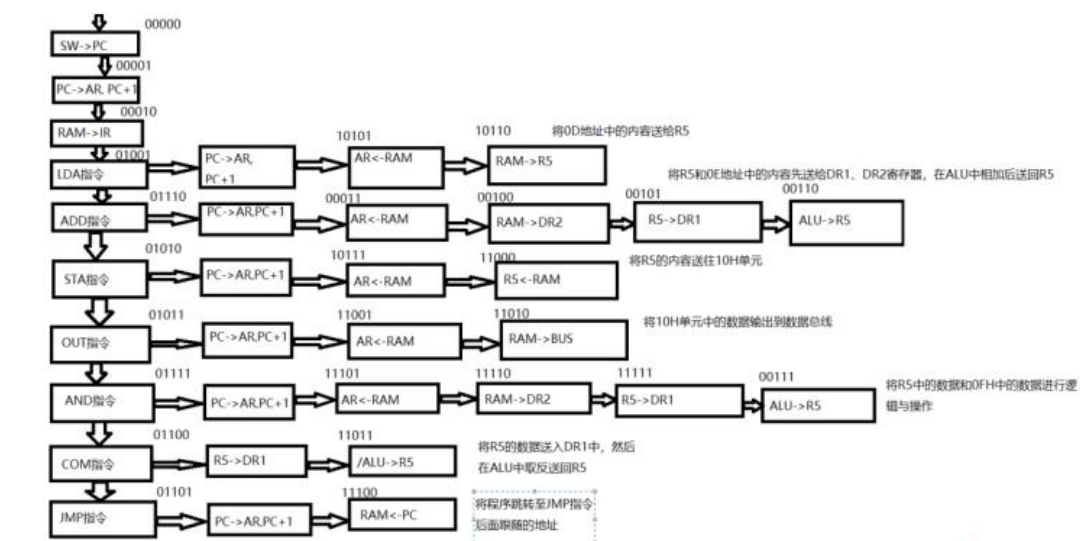 00000
SW->PC
00001
PC->AR, PC+1
00010
RAM->IR
01001
LDA指令
PC->AR,
PC+1
10101
AR<-RAM
10110
RAM->R5
将0D地址中的内容送给R5
01110
ADD指令
PC->AR,PC+1
00011
AR<-RAM
00100
RAM->DR2
00101
R5->DR1
00110
ALU->R5
将R5和0E地址中的内容先送给DR1、DR2寄存器，在ALU中相加后送回R5
01010
STA指令
PC->AR,PC+1
10111
AR<-RAM
11000
R5<-RAM
将R5的内容送往10H单元
01011
OUT指令
PC->AR,PC+1
11001
AR<-RAM
11010
RAM->BUS
将10H单元中的数据输出到数据总线
01111
AND指令
PC->AR,PC+1
11101
AR<-RAM
11110
RAM->DR2
11111
R5->DR1
00111
ALU->R5
将R5中的数据和0FH中的数据进行逻
辑与操作
01100
COM指令
R5->DR1
11011
/ALU->R5
将R5的数据送入DR1中，然后
在ALU中取反送回R5
01101
JMP指令
PC->AR,PC+1
11100
RAM<-PC
将程序跳转至JMP指令
后面跟随的地址